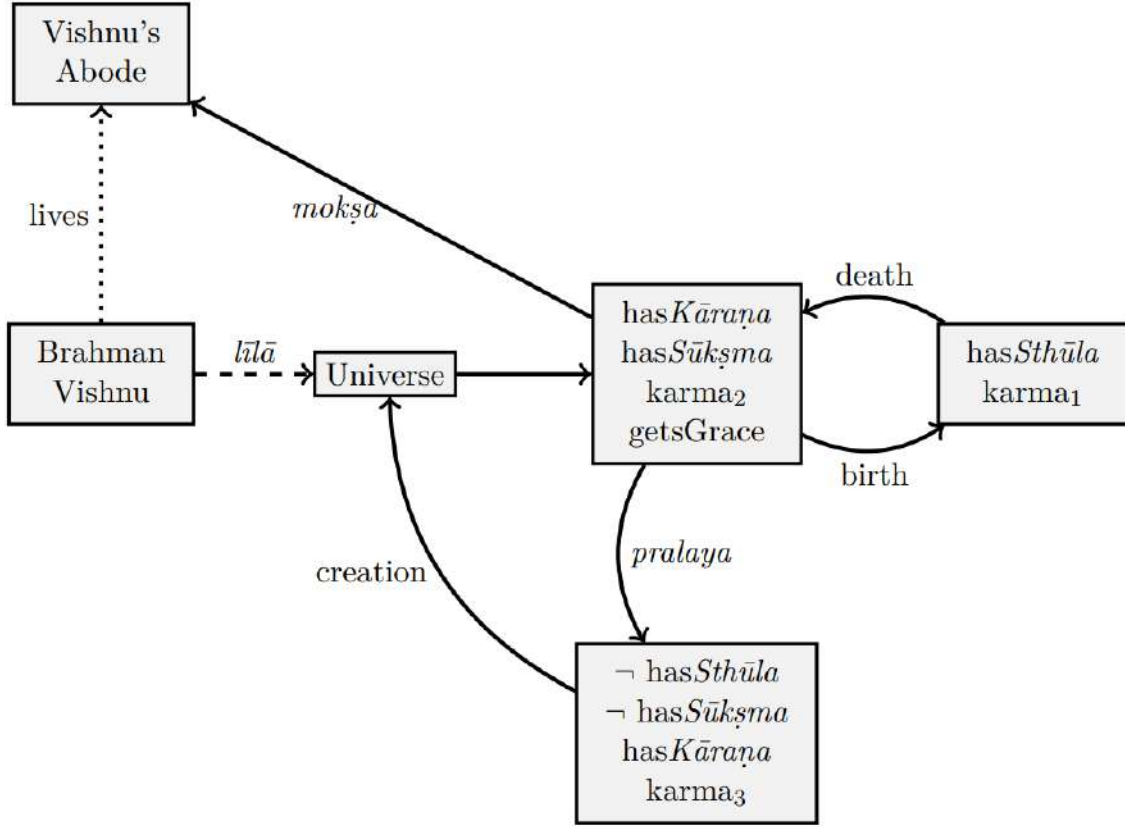 Vishnu's
Abode
lives
mokṣa
Brahman
Vishnu
līlā
Universe
hasKāraṇa
hasSūkṣma
karma₂
getsGrace
death
birth
hasSthūla
karma₁
creation
pralaya
¬ hasSthūla
¬ hasSūkṣma
hasKāraṇa
karma₃